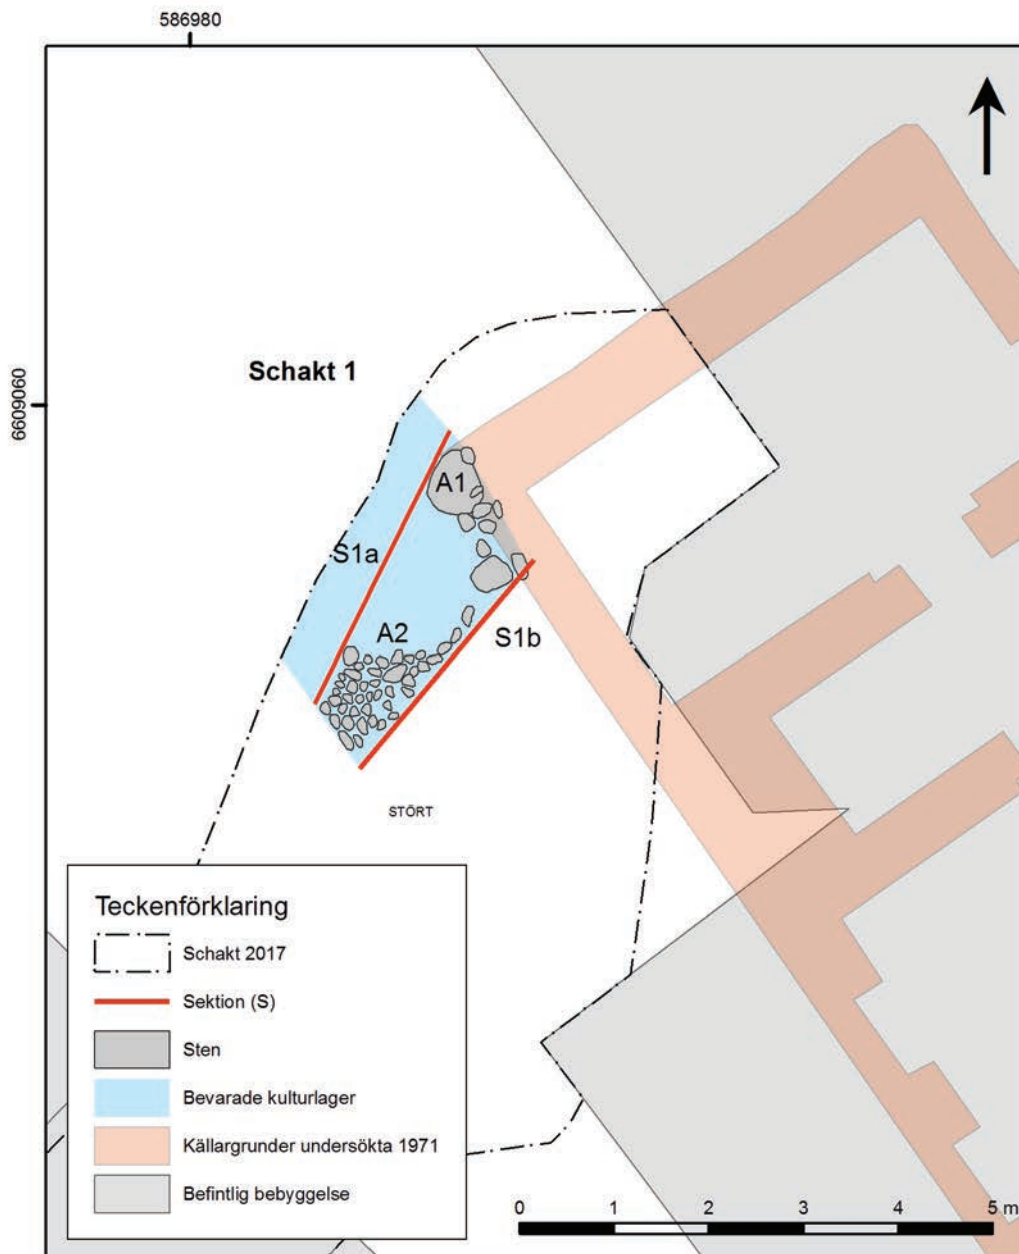 586980
6609060
Schakt 1
A1
S1a
A2
S1b
STÖRT
Teckenförklaring
Schakt 2017
Sektion (S)
Sten
Bevarade kulturlager
Källargrunder undersökta 1971
Befintlig bebyggelse
0 1 2 3 4 5 m